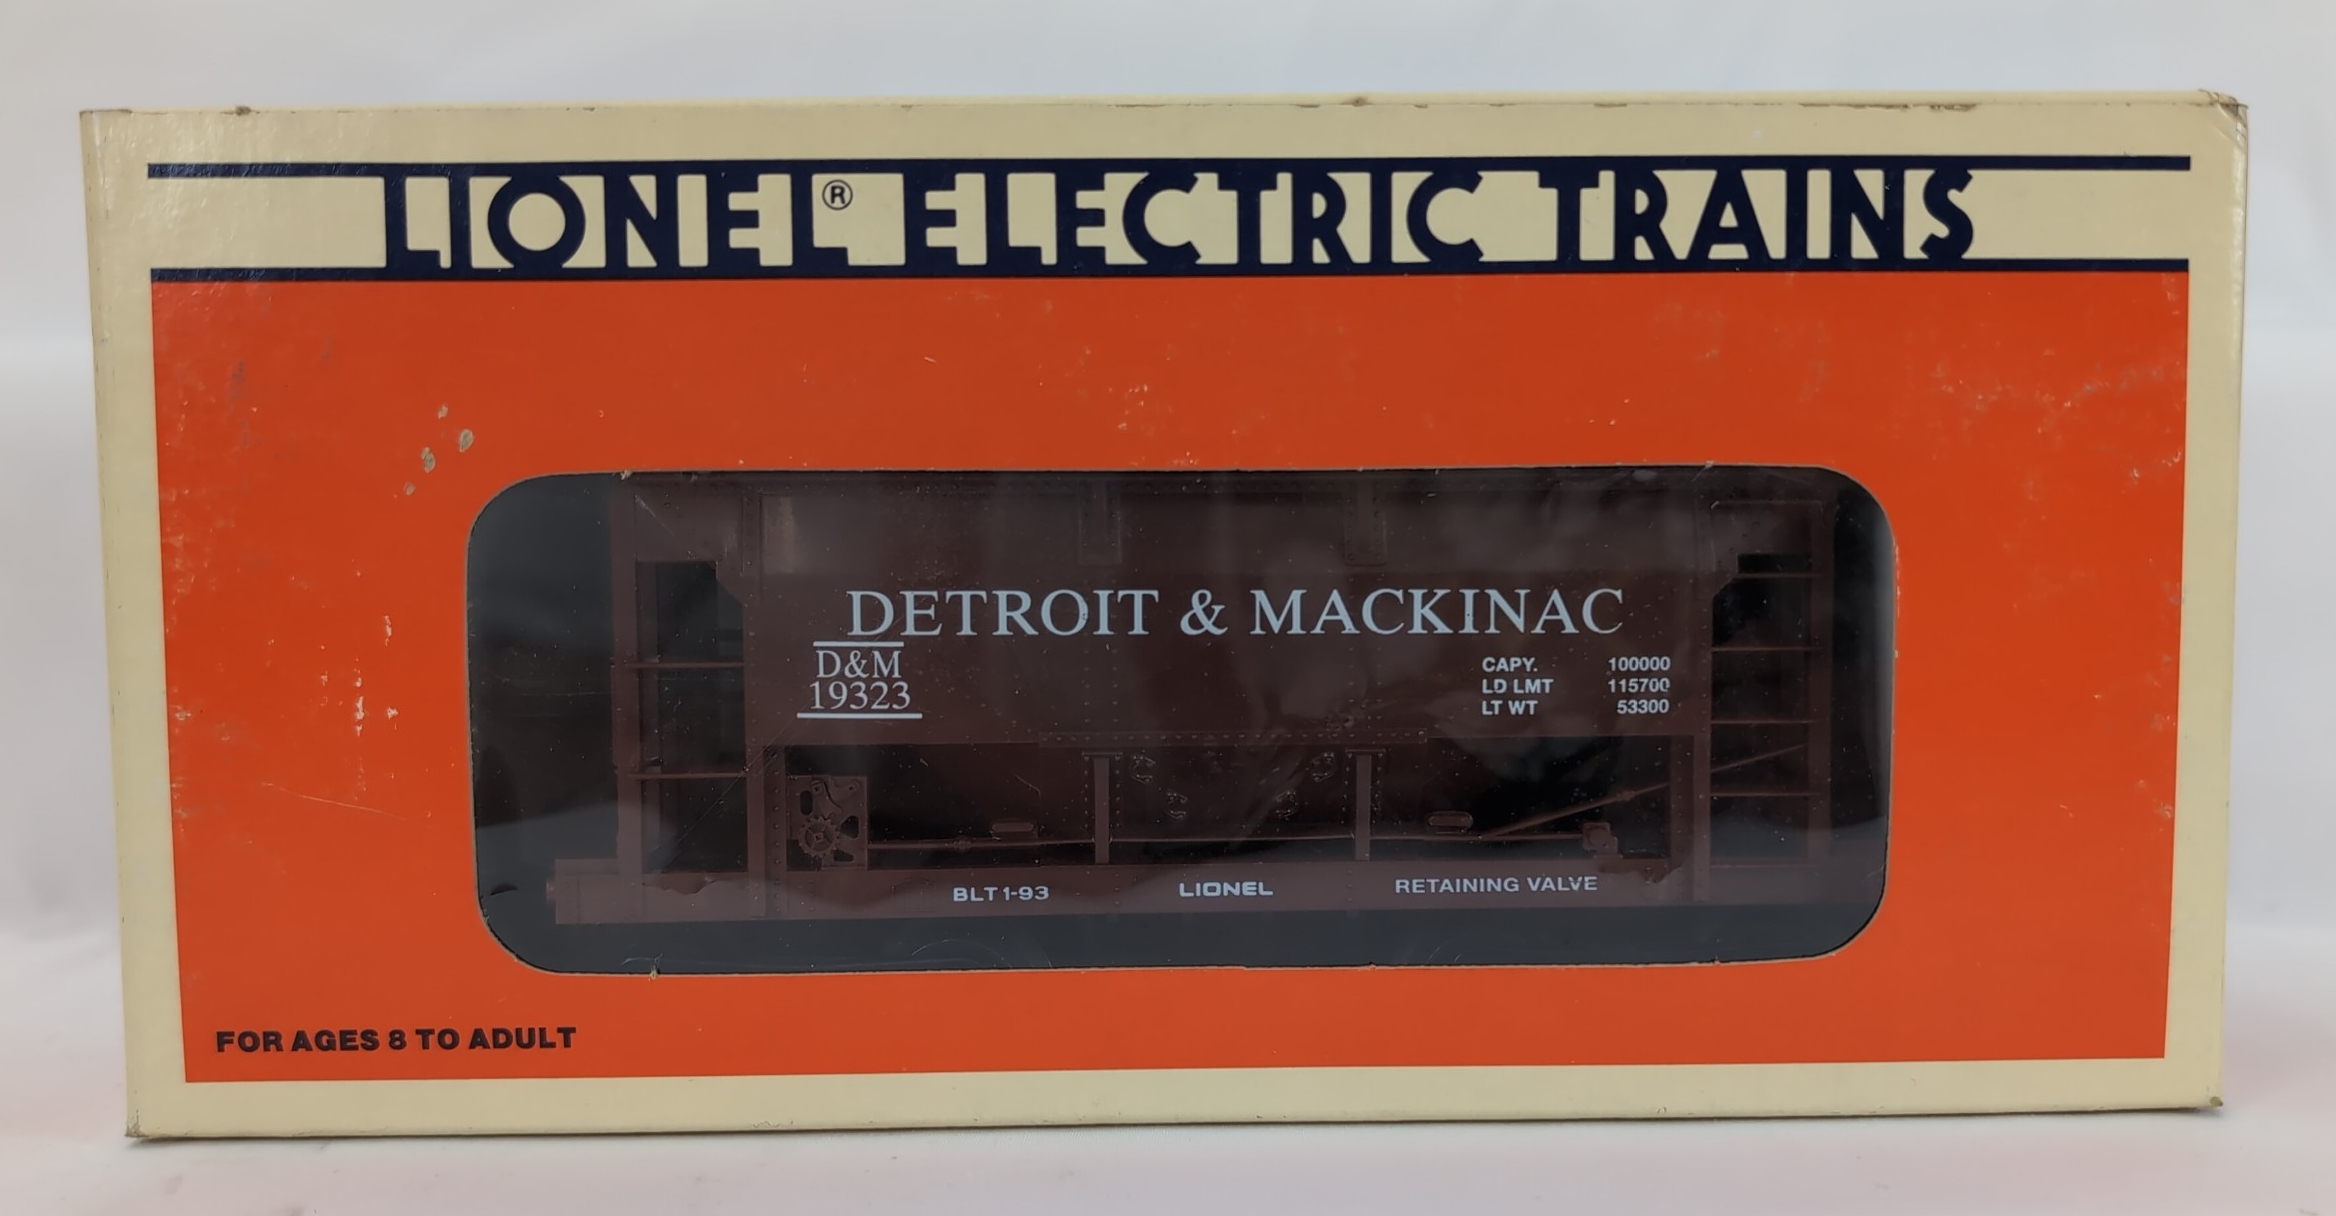 LIONEL® ELECTRIC TRAINS
DETROIT & MACKINAC
D&M
19323
CAPY. 100000
LD LMT 115700
LT WT 53300
BLT 1-93 LIONEL RETAINING VALVE
FOR AGES 8 TO ADULT